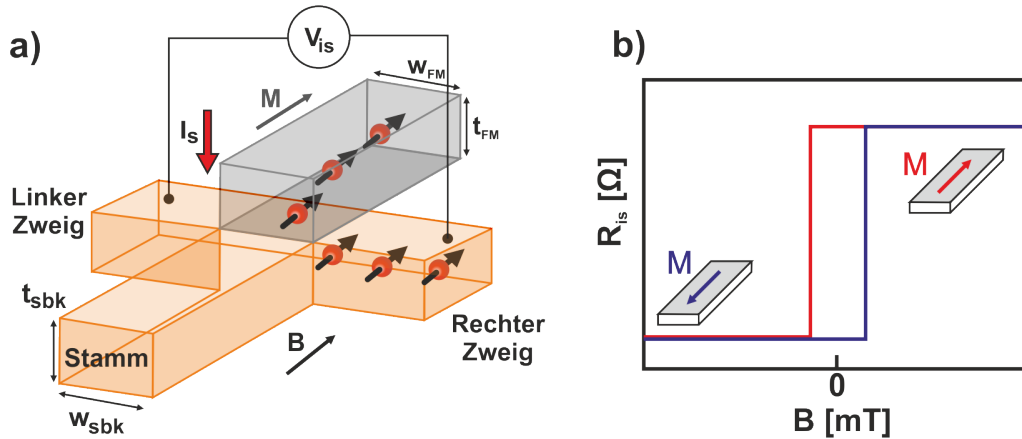 a)
V_is
M
w_FM
t_FM
I_s
Linker
Zweig
t_sbk
Stamm
w_sbk
B
Rechter
Zweig
b)
R_is [Ω]
M
M
0
B [mT]